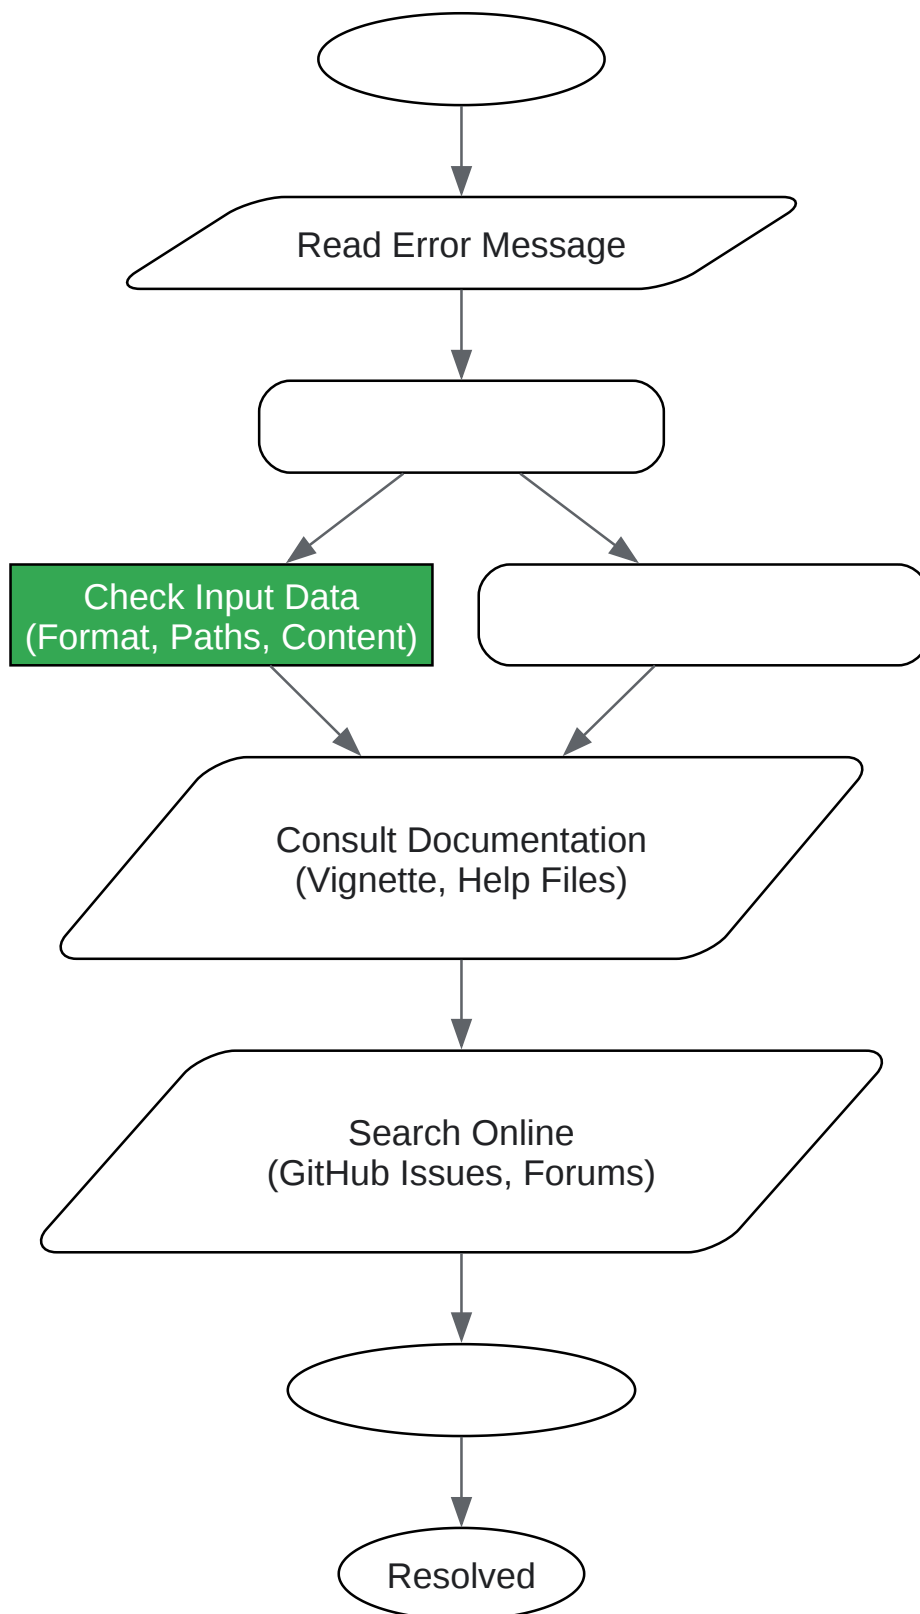 Read Error Message
Check Input Data
(Format, Paths, Content)
Consult Documentation
(Vignette, Help Files)
Search Online
(GitHub Issues, Forums)
Resolved